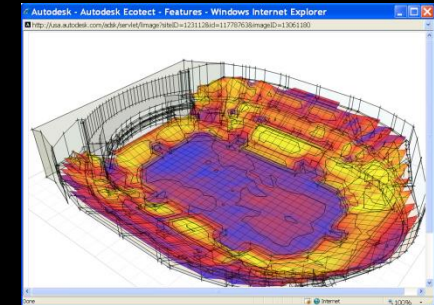 Autodesk - Autodesk Ecotect - Features - Windows Internet Explorer
http://usa.autodesk.com/adsk/servlet/Image?siteID=123112&id=11778763&imageID=13061180
Done
Internet
100%